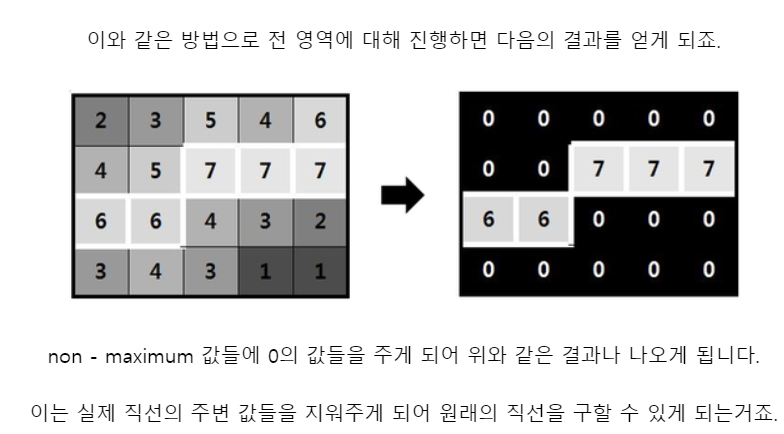 이와 같은 방법으로 전 영역에 대해 진행하면 다음의 결과를 얻게 되죠.
2 3 5 4 6
4 5 7 7 7
6 6 4 3 2
3 4 3 1 1
0 0 0 0 0
0 0 7 7 7
6 6 0 0 0
0 0 0 0 0
non - maximum 값들에 0의 값들을 주게 되어 위와 같은 결과나 나오게 됩니다.
이는 실제 직선의 주변 값들을 지워주게 되어 원래의 직선을 구할 수 있게 되는거죠.